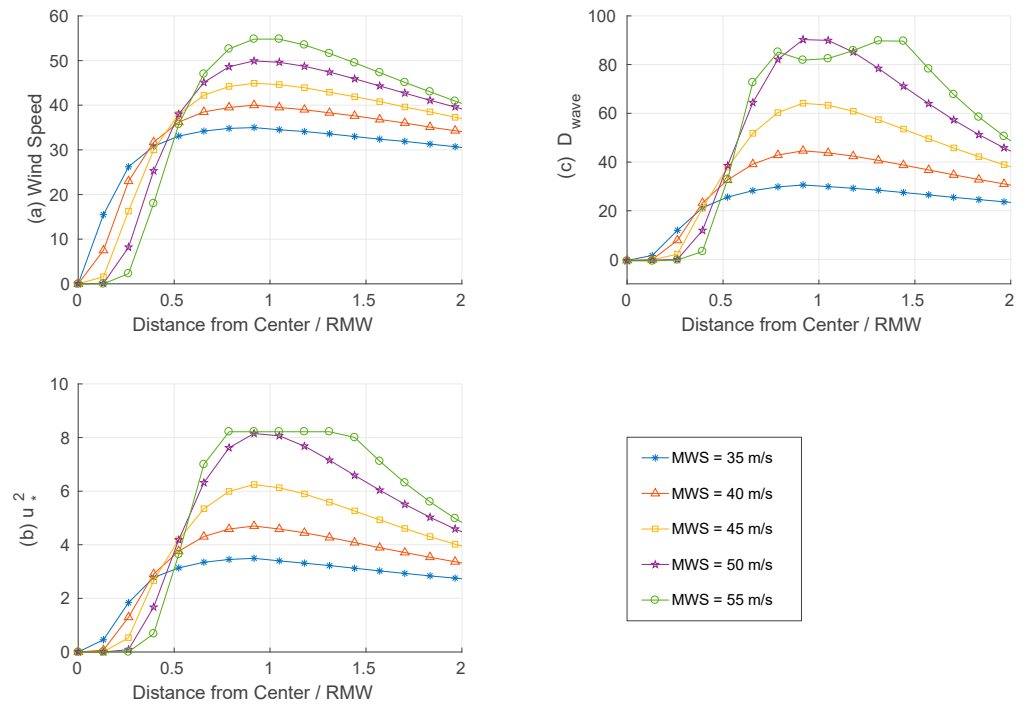 60
50
40
30
20
10
0
(a) Wind Speed
0 0.5 1 1.5 2
Distance from Center / RMW
100
80
60
40
20
0
(c) D_wave
0 0.5 1 1.5 2
Distance from Center / RMW
10
8
6
4
2
0
(b) u_*^2
0 0.5 1 1.5 2
Distance from Center / RMW
MWS = 35 m/s
MWS = 40 m/s
MWS = 45 m/s
MWS = 50 m/s
MWS = 55 m/s